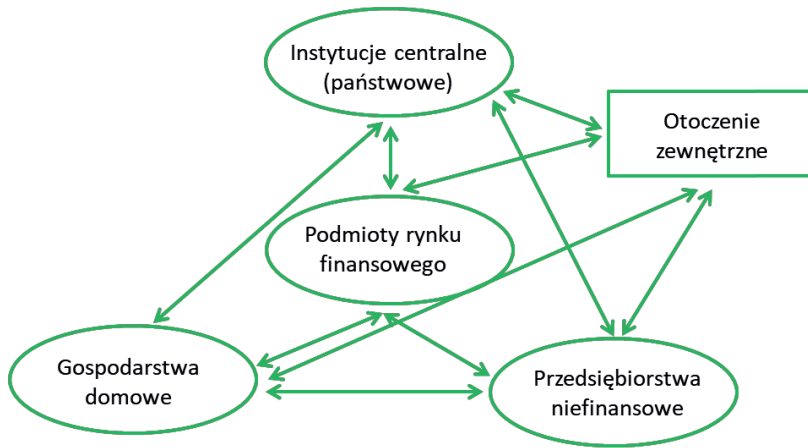 Instytucje centralne
(państwowe)
Otoczenie
zewnętrzne
Podmioty rynku
finansowego
Gospodarstwa
domowe
Przedsiębiorstwa
niefinansowe